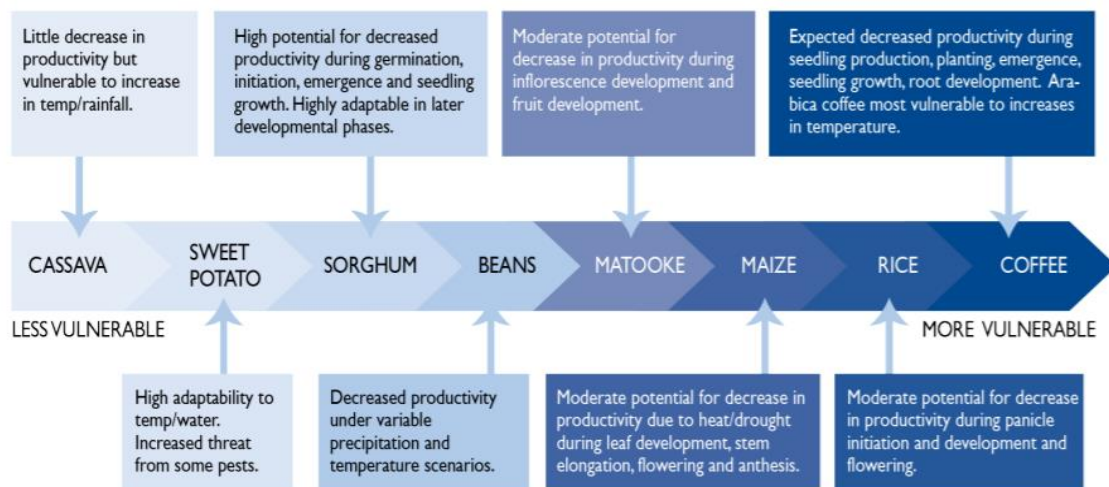 Little decrease in
productivity but
vulnerable to increase
in temp/rainfall.
High potential for decreased
productivity during germination,
initiation, emergence and seedling
growth. Highly adaptable in later
developmental phases.
Moderate potential for
decrease in productivity during
inflorescence development and
fruit development.
Expected decreased productivity during
seedling production, planting, emergence,
seedling growth, root development. Ara-
bica coffee most vulnerable to increases
in temperature.
CASSAVA
SWEET
POTATO
SORGHUM
BEANS
MATOOKE
MAIZE
RICE
COFFEE
LESS VULNERABLE
MORE VULNERABLE
High adaptability to
temp/water.
Increased threat
from some pests.
Decreased productivity
under variable
precipitation and
temperature scenarios.
Moderate potential for decrease in
productivity due to heat/drought
during leaf development, stem
elongation, flowering and anthesis.
Moderate potential for decrease
in productivity during panicle
initiation and development and
flowering.